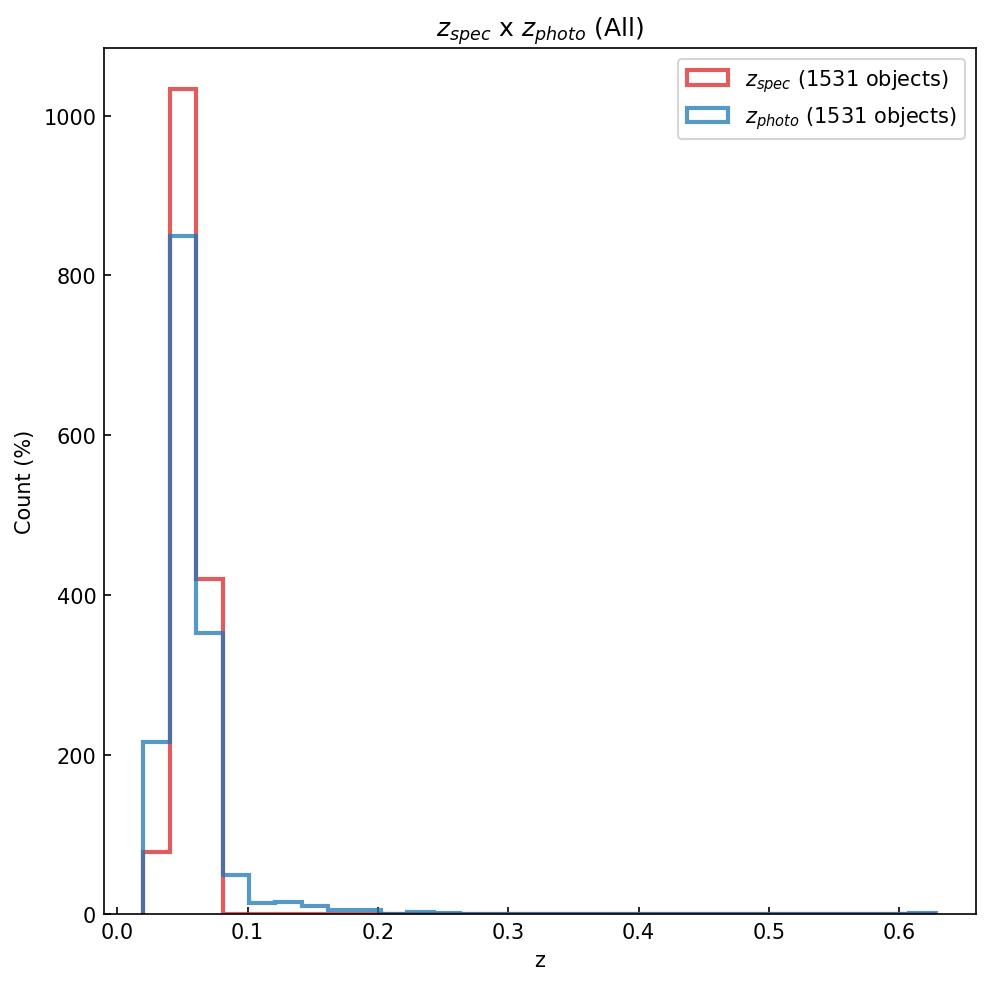 z_spec x z_photo (All)
z_spec (1531 objects)
z_photo (1531 objects)
Count (%)
1000
800
600
400
200
0
0.0 0.1 0.2 0.3 0.4 0.5 0.6
z